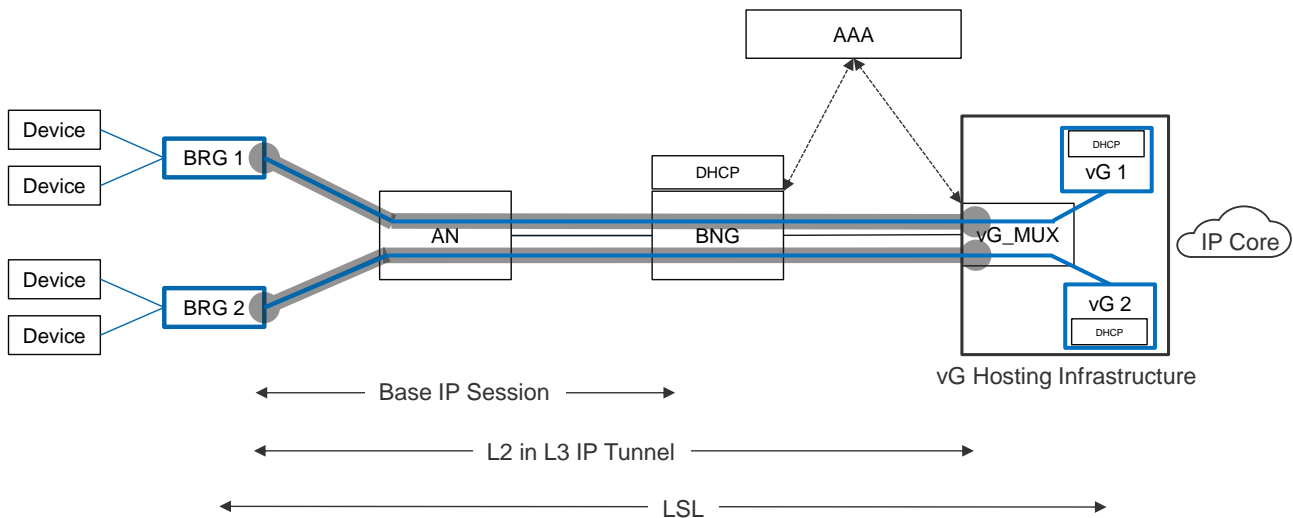 AAA
Device
BRG 1
Device
DHCP
DHCP
vG 1
AN
BNG
vG_MUX
IP Core
Device
BRG 2
Device
vG 2
DHCP
vG Hosting Infrastructure
Base IP Session
L2 in L3 IP Tunnel
LSL